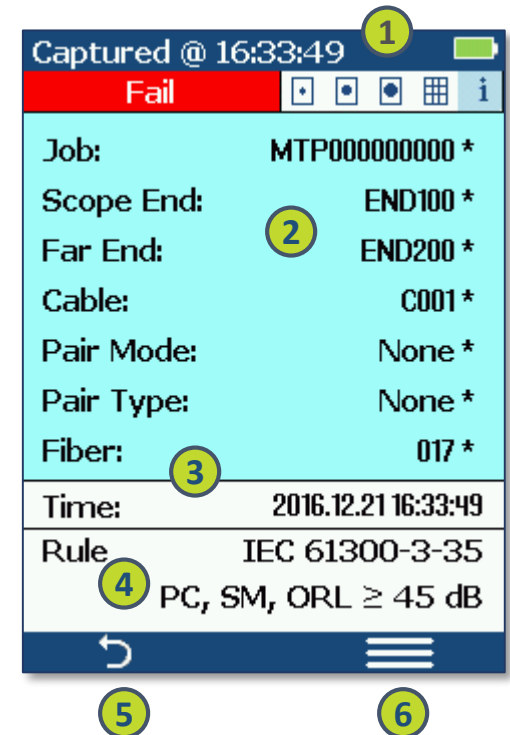 1
Captured @ 16:33:49
Fail i
Job: MTP000000000 *
Scope End: END100 *
2
Far End: END200 *
Cable: C001 *
Pair Mode: None *
Pair Type: None *
Fiber: 017 *
3
Time: 2016.12.21 16:33:49
Rule IEC 61300-3-35
4
PC, SM, ORL ≥ 45 dB
5 6